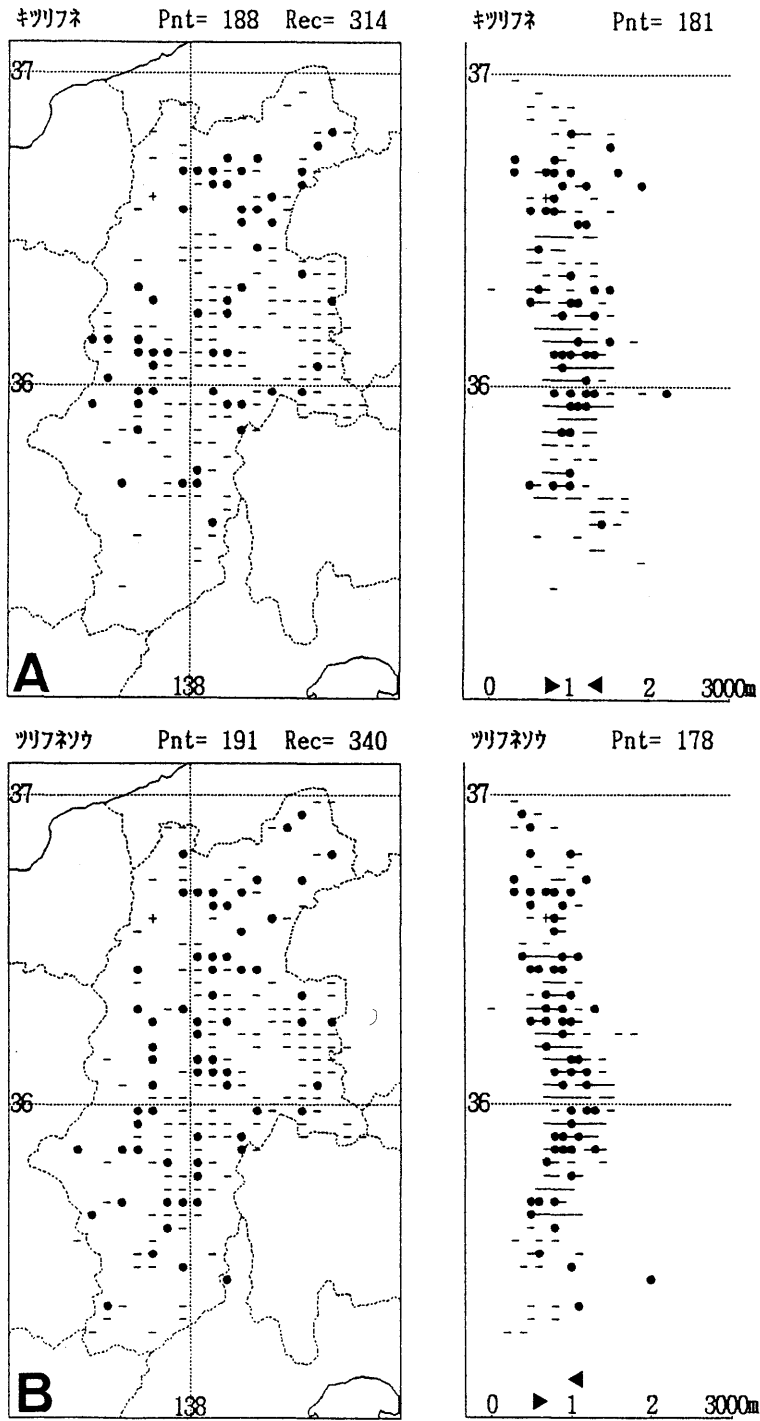 ｷﾂﾘﾌﾈ Pnt= 188 Rec= 314
ｷﾂﾘﾌﾈ Pnt= 181
37
37
36
36
A
138
0 1 2 3000m
ﾂﾘﾌﾈｿｳ Pnt= 191 Rec= 340
ﾂﾘﾌﾈｿｳ Pnt= 178
37
37
36
36
B
138
0 1 2 3000m